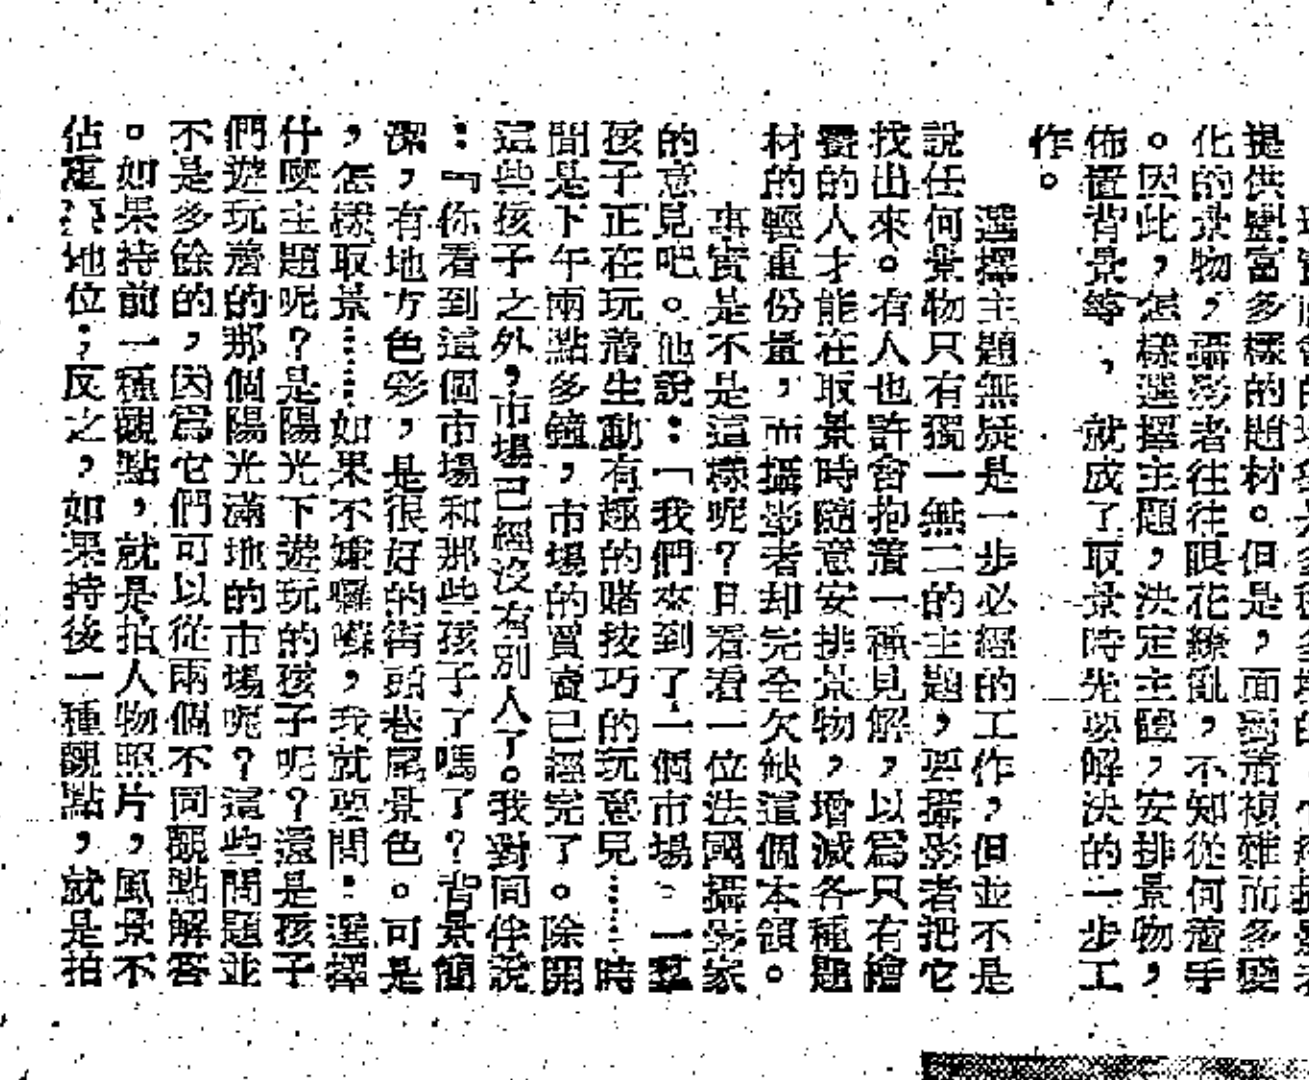 提供豐富多樣的題材。但是，面對着複雜而多變
化的景物，攝影者往往眼花繚亂，不知從何着手
。因此，怎樣選擇主題，決定主體，安排景物，
佈置背景等，就成了取景時先要解決的一步工
作。
選擇主題無疑是一步必經的工作，但並不是
說任何景物只有獨一無二的主題，要攝影者把它
找出來。有人也許會抱着一種見解，以爲只有繪
畫的人才能在取景時隨意安排景物，增減各種題
材的輕重份量，而攝影者却完全欠缺這個本領。
事實是不是這樣呢？且看看一位法國攝影家
的意見吧。他說：「我們來到了一個市場。一羣
孩子正在玩着生動有趣的賭技巧的玩意兒……時
間是下午兩點多鐘，市場的買賣已經完了。除開
這些孩子之外，市場已經沒有別人了。我對同伴說
：『你看到這個市場和那些孩子了嗎了？背景簡
潔，有地方色彩，是很好的街頭巷尾景色。可是
，怎樣取景……如果不嫌囉嗦，我就要問：選擇
什麼主題呢？是陽光下遊玩的孩子呢？還是孩子
們遊玩着的那個陽光滿地的市場呢？這些問題並
不是多餘的，因爲它們可以從兩個不同觀點解答
。如果持前一種觀點，就是拍人物照片，風景不
佔重要地位；反之，如果持後一種觀點，就是拍